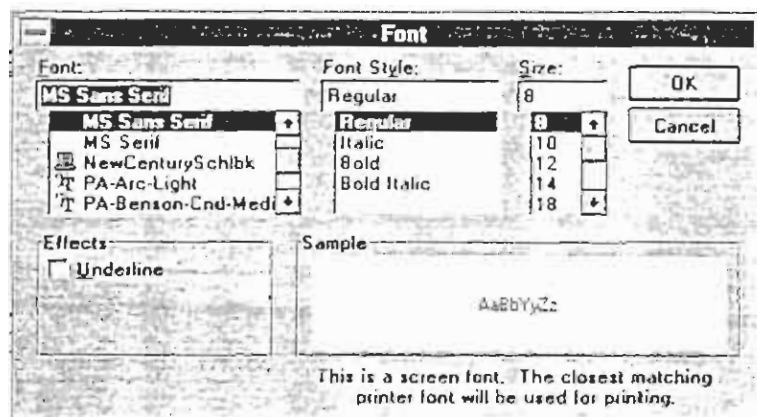 Font
Font: Font Style: Size:
MS Sans Serif Regular 8 OK
MS Sans Serif Regular 8 Cancel
MS Serif Italic 10
NewCenturySchlbk Bold 12
PA-Arc-Light Bold Italic 14
PA-Benson-Cnd-Medi 18
Effects Sample
Underline
AaBbYyZz
This is a screen font. The closest matching
printer font will be used for printing.